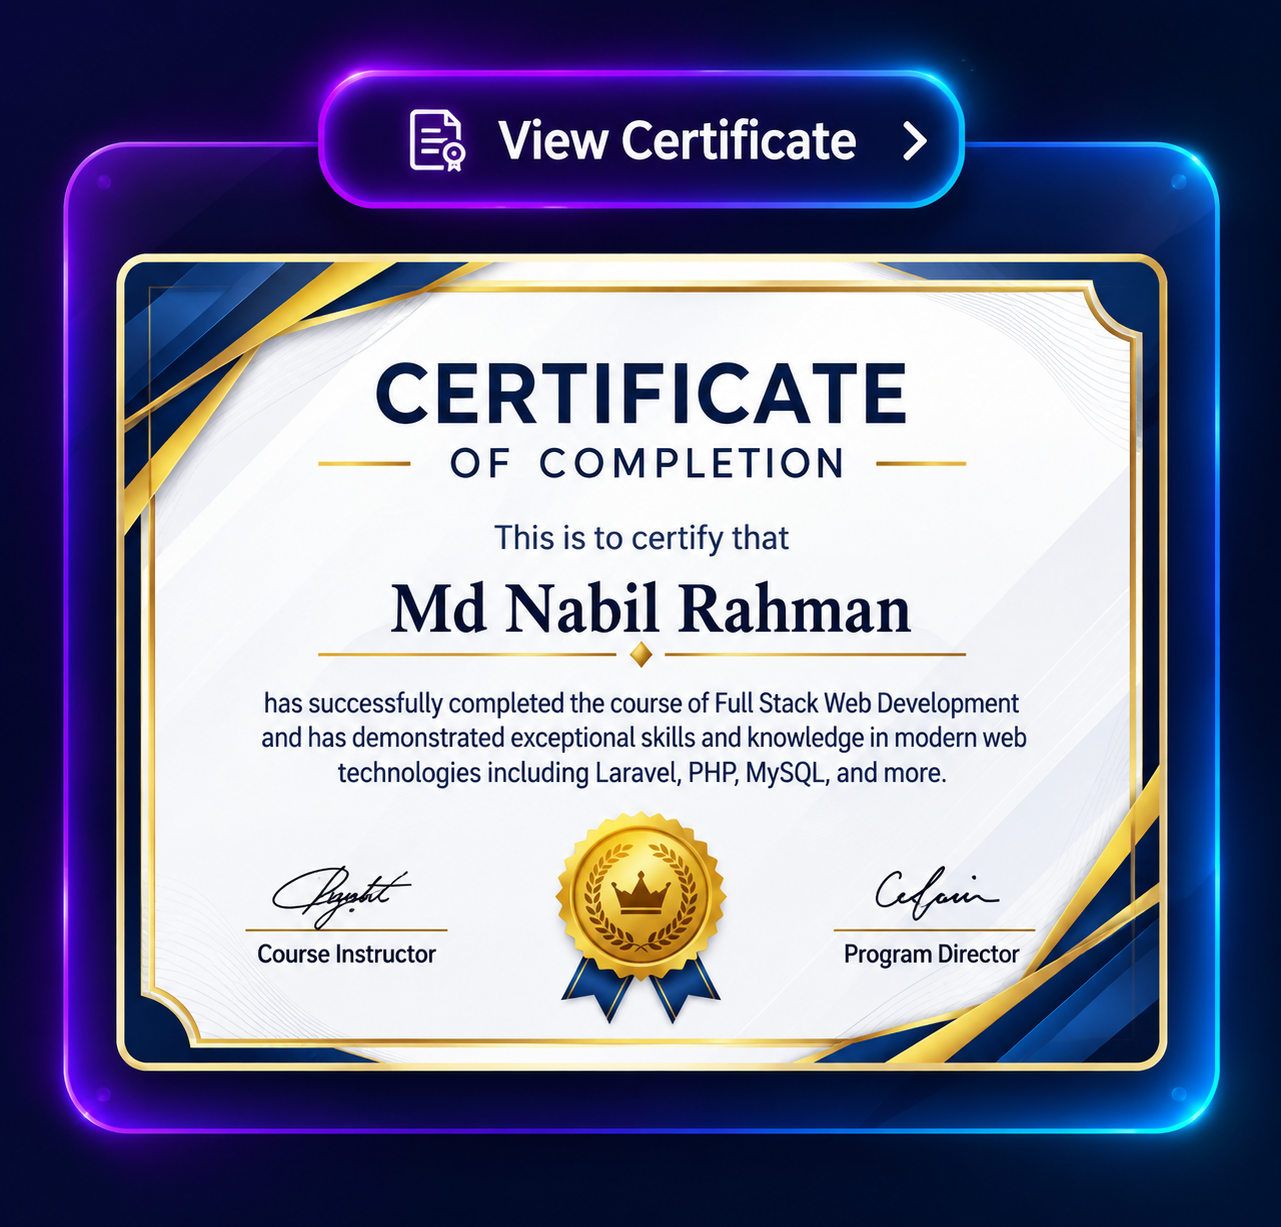 View Certificate
CERTIFICATE
OF COMPLETION
This is to certify that
Md Nabil Rahman
has successfully completed the course of Full Stack Web Development
and has demonstrated exceptional skills and knowledge in modern web
technologies including Laravel, PHP, MySQL, and more.
Course Instructor
Program Director